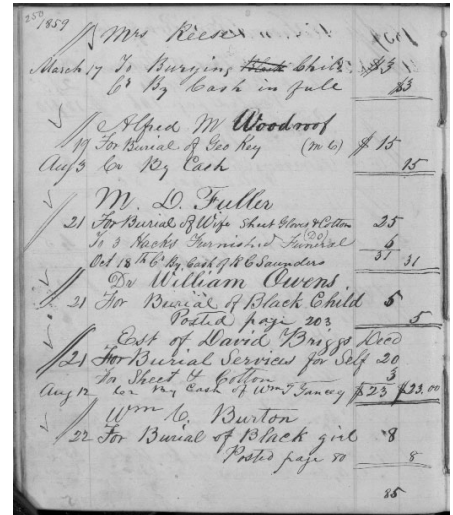 250
1859
Mrs Reese
March 17 To Burying Black Child $3
Cr By Cash in full $3
Alfred M Woodroof
19 For Burial of Geo Key (M C) $15
Aug 3 Cr By Cash 15
M. D. Fuller
21 For Burial of Wife Sheet Gloves & Cotton 25
To 3 Hacks Furnished Funeral (20) 6
Oct 18th Cr By Cash of R C Saunders 31 31
Dr William Owens
21 For Burial of Black Child 5
Posted page 203 5
Est of David Briggs Decd
21 For Burial Services for Self 20
For Sheet & Cotton 3
Aug 12 By Cash of Wm T Yancey $23 $23.00
Wm C. Burton
22 For Burial of Black girl 8
Posted page 80 8
85